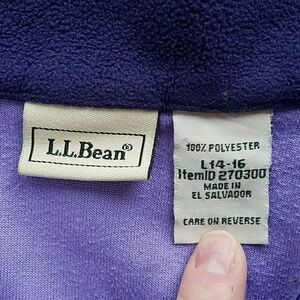 L.L.Bean®
100% POLYESTER
L14-16
ItemID 270300
MADE IN
EL SALVADOR
CARE ON REVERSE